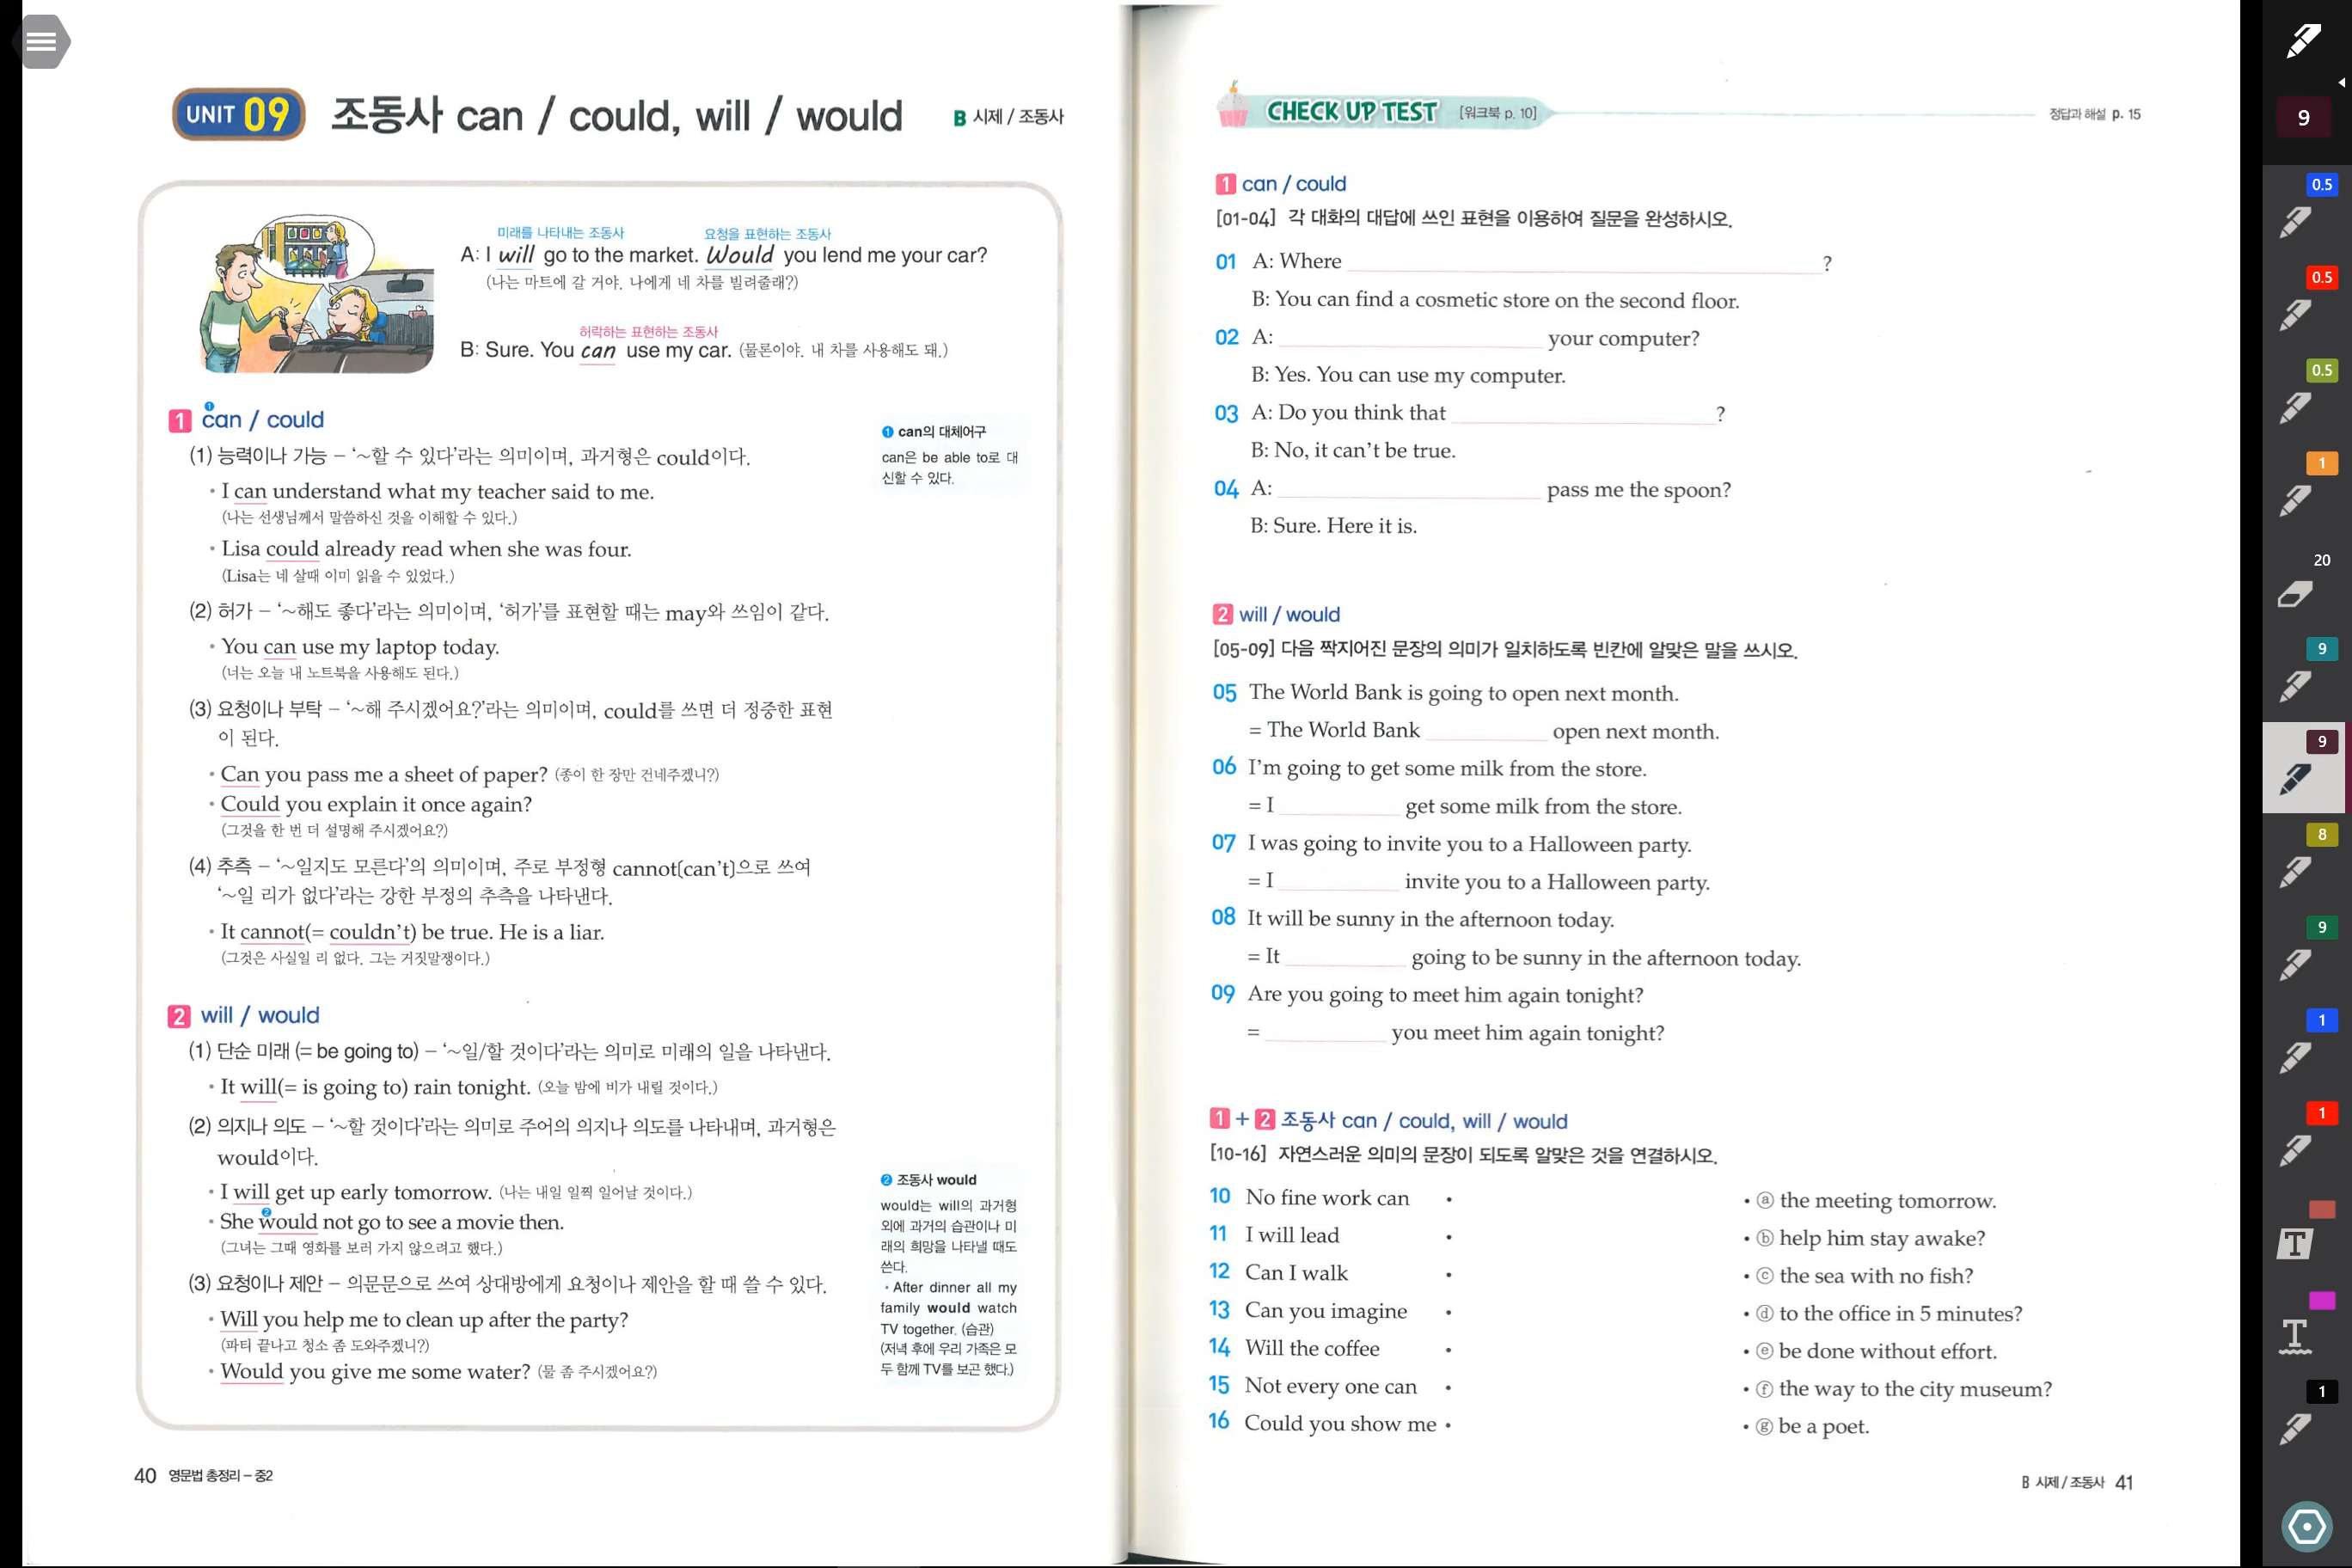 UNIT 09 조동사 can / could, will / would
B 시제 / 조동사
미래를 나타내는 조동사 요청을 표현하는 조동사
A: I will go to the market. Would you lend me your car?
(나는 마트에 갈 거야. 나에게 네 차를 빌려줄래?)
허락하는 표현하는 조동사
B: Sure. You can use my car. (물론이야. 내 차를 사용해도 돼.)
1 can / could
❶
(1) 능력이나 가능 – ‘~할 수 있다’라는 의미이며, 과거형은 could이다.
• I can understand what my teacher said to me.
(나는 선생님께서 말씀하신 것을 이해할 수 있다.)
• Lisa could already read when she was four.
(Lisa는 네 살때 이미 읽을 수 있었다.)
(2) 허가 – ‘~해도 좋다’라는 의미이며, ‘허가’를 표현할 때는 may와 쓰임이 같다.
• You can use my laptop today.
(너는 오늘 내 노트북을 사용해도 된다.)
(3) 요청이나 부탁 – ‘~해 주시겠어요?’라는 의미이며, could를 쓰면 더 정중한 표현
이 된다.
• Can you pass me a sheet of paper? (종이 한 장만 건네주겠니?)
• Could you explain it once again?
(그것을 한 번 더 설명해 주시겠어요?)
(4) 추측 – ‘~일지도 모른다’의 의미이며, 주로 부정형 cannot(can’t)으로 쓰여
‘~일 리가 없다’라는 강한 부정의 추측을 나타낸다.
• It cannot(= couldn’t) be true. He is a liar.
(그것은 사실일 리 없다. 그는 거짓말쟁이다.)
❶ can의 대체어구
can은 be able to로 대
신할 수 있다.
2 will / would
(1) 단순 미래 (= be going to) – ‘~일/할 것이다’라는 의미로 미래의 일을 나타낸다.
• It will(= is going to) rain tonight. (오늘 밤에 비가 내릴 것이다.)
(2) 의지나 의도 – ‘~할 것이다’라는 의미로 주어의 의지나 의도를 나타내며, 과거형은
would이다.
• I will get up early tomorrow. (나는 내일 일찍 일어날 것이다.)
❷
• She would not go to see a movie then.
(그녀는 그때 영화를 보러 가지 않으려고 했다.)
(3) 요청이나 제안 – 의문문으로 쓰여 상대방에게 요청이나 제안을 할 때 쓸 수 있다.
• Will you help me to clean up after the party?
(파티 끝나고 청소 좀 도와주겠니?)
• Would you give me some water? (물 좀 주시겠어요?)
❷ 조동사 would
would는 will의 과거형
외에 과거의 습관이나 미
래의 희망을 나타낼 때도
쓴다.
• After dinner all my
family would watch
TV together. (습관)
(저녁 후에 우리 가족은 모
두 함께 TV를 보곤 했다.)
40 영문법 총정리 – 중2
CHECK UP TEST [워크북 p. 10]
정답과 해설 p. 15
1 can / could
[01-04] 각 대화의 대답에 쓰인 표현을 이용하여 질문을 완성하시오.
01 A: Where ?
B: You can find a cosmetic store on the second floor.
02 A: your computer?
B: Yes. You can use my computer.
03 A: Do you think that ?
B: No, it can’t be true.
04 A: pass me the spoon?
B: Sure. Here it is.
2 will / would
[05-09] 다음 짝지어진 문장의 의미가 일치하도록 빈칸에 알맞은 말을 쓰시오.
05 The World Bank is going to open next month.
= The World Bank open next month.
06 I’m going to get some milk from the store.
= I get some milk from the store.
07 I was going to invite you to a Halloween party.
= I invite you to a Halloween party.
08 It will be sunny in the afternoon today.
= It going to be sunny in the afternoon today.
09 Are you going to meet him again tonight?
= you meet him again tonight?
1 + 2 조동사 can / could, will / would
[10-16] 자연스러운 의미의 문장이 되도록 알맞은 것을 연결하시오.
10 No fine work can • • ⓐ the meeting tomorrow.
11 I will lead • • ⓑ help him stay awake?
12 Can I walk • • ⓒ the sea with no fish?
13 Can you imagine • • ⓓ to the office in 5 minutes?
14 Will the coffee • • ⓔ be done without effort.
15 Not every one can • • ⓕ the way to the city museum?
16 Could you show me • • ⓖ be a poet.
B 시제 / 조동사 41
9
0.5
0.5
0.5
1
20
9
9
8
9
1
1
T
T
1